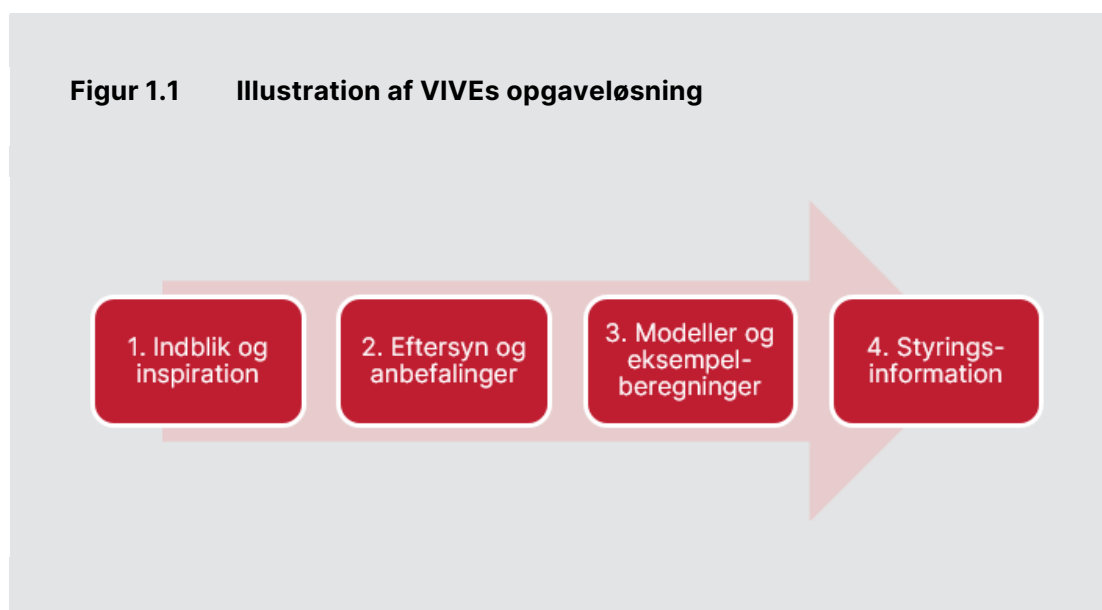 Figur 1.1 Illustration af VIVEs opgaveløsning
1. Indblik og
inspiration
2. Eftersyn og
anbefalinger
3. Modeller og
eksempel-
beregninger
4. Styrings-
information